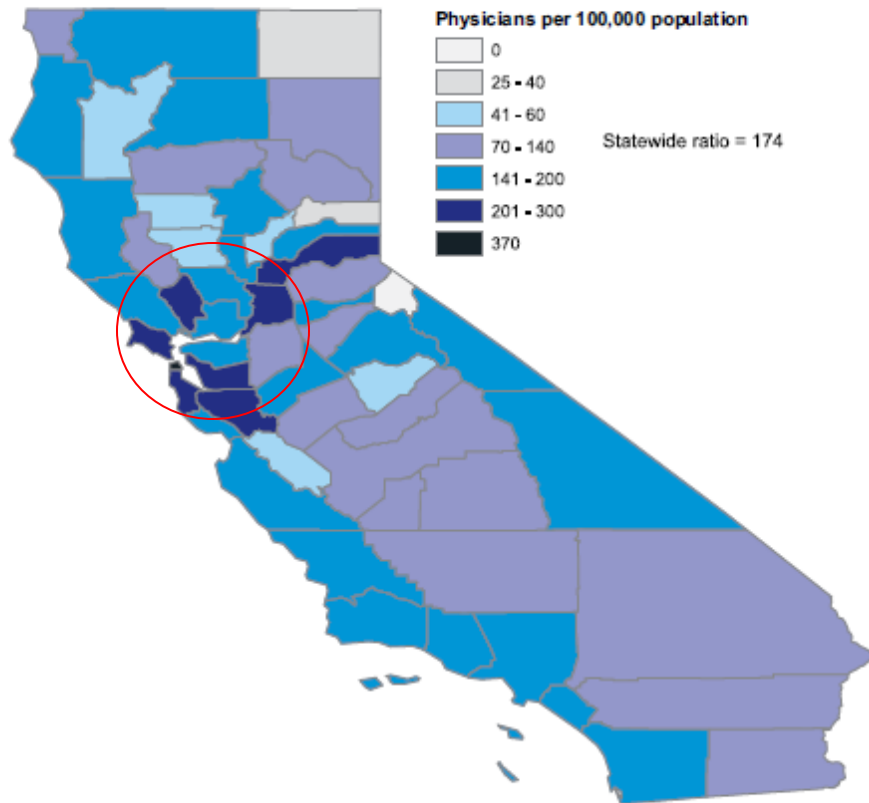 Physicians per 100,000 population
0
25 - 40
41 - 60
70 - 140
Statewide ratio = 174
141 - 200
201 - 300
370